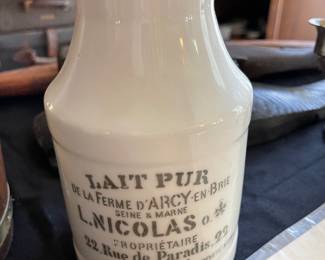 LAIT PUR
DE LA FERME D'ARCY-EN-BRIE
SEINE & MARNE
L. NICOLAS O.
PROPRIÉTAIRE
22, Rue de Paradis, 22